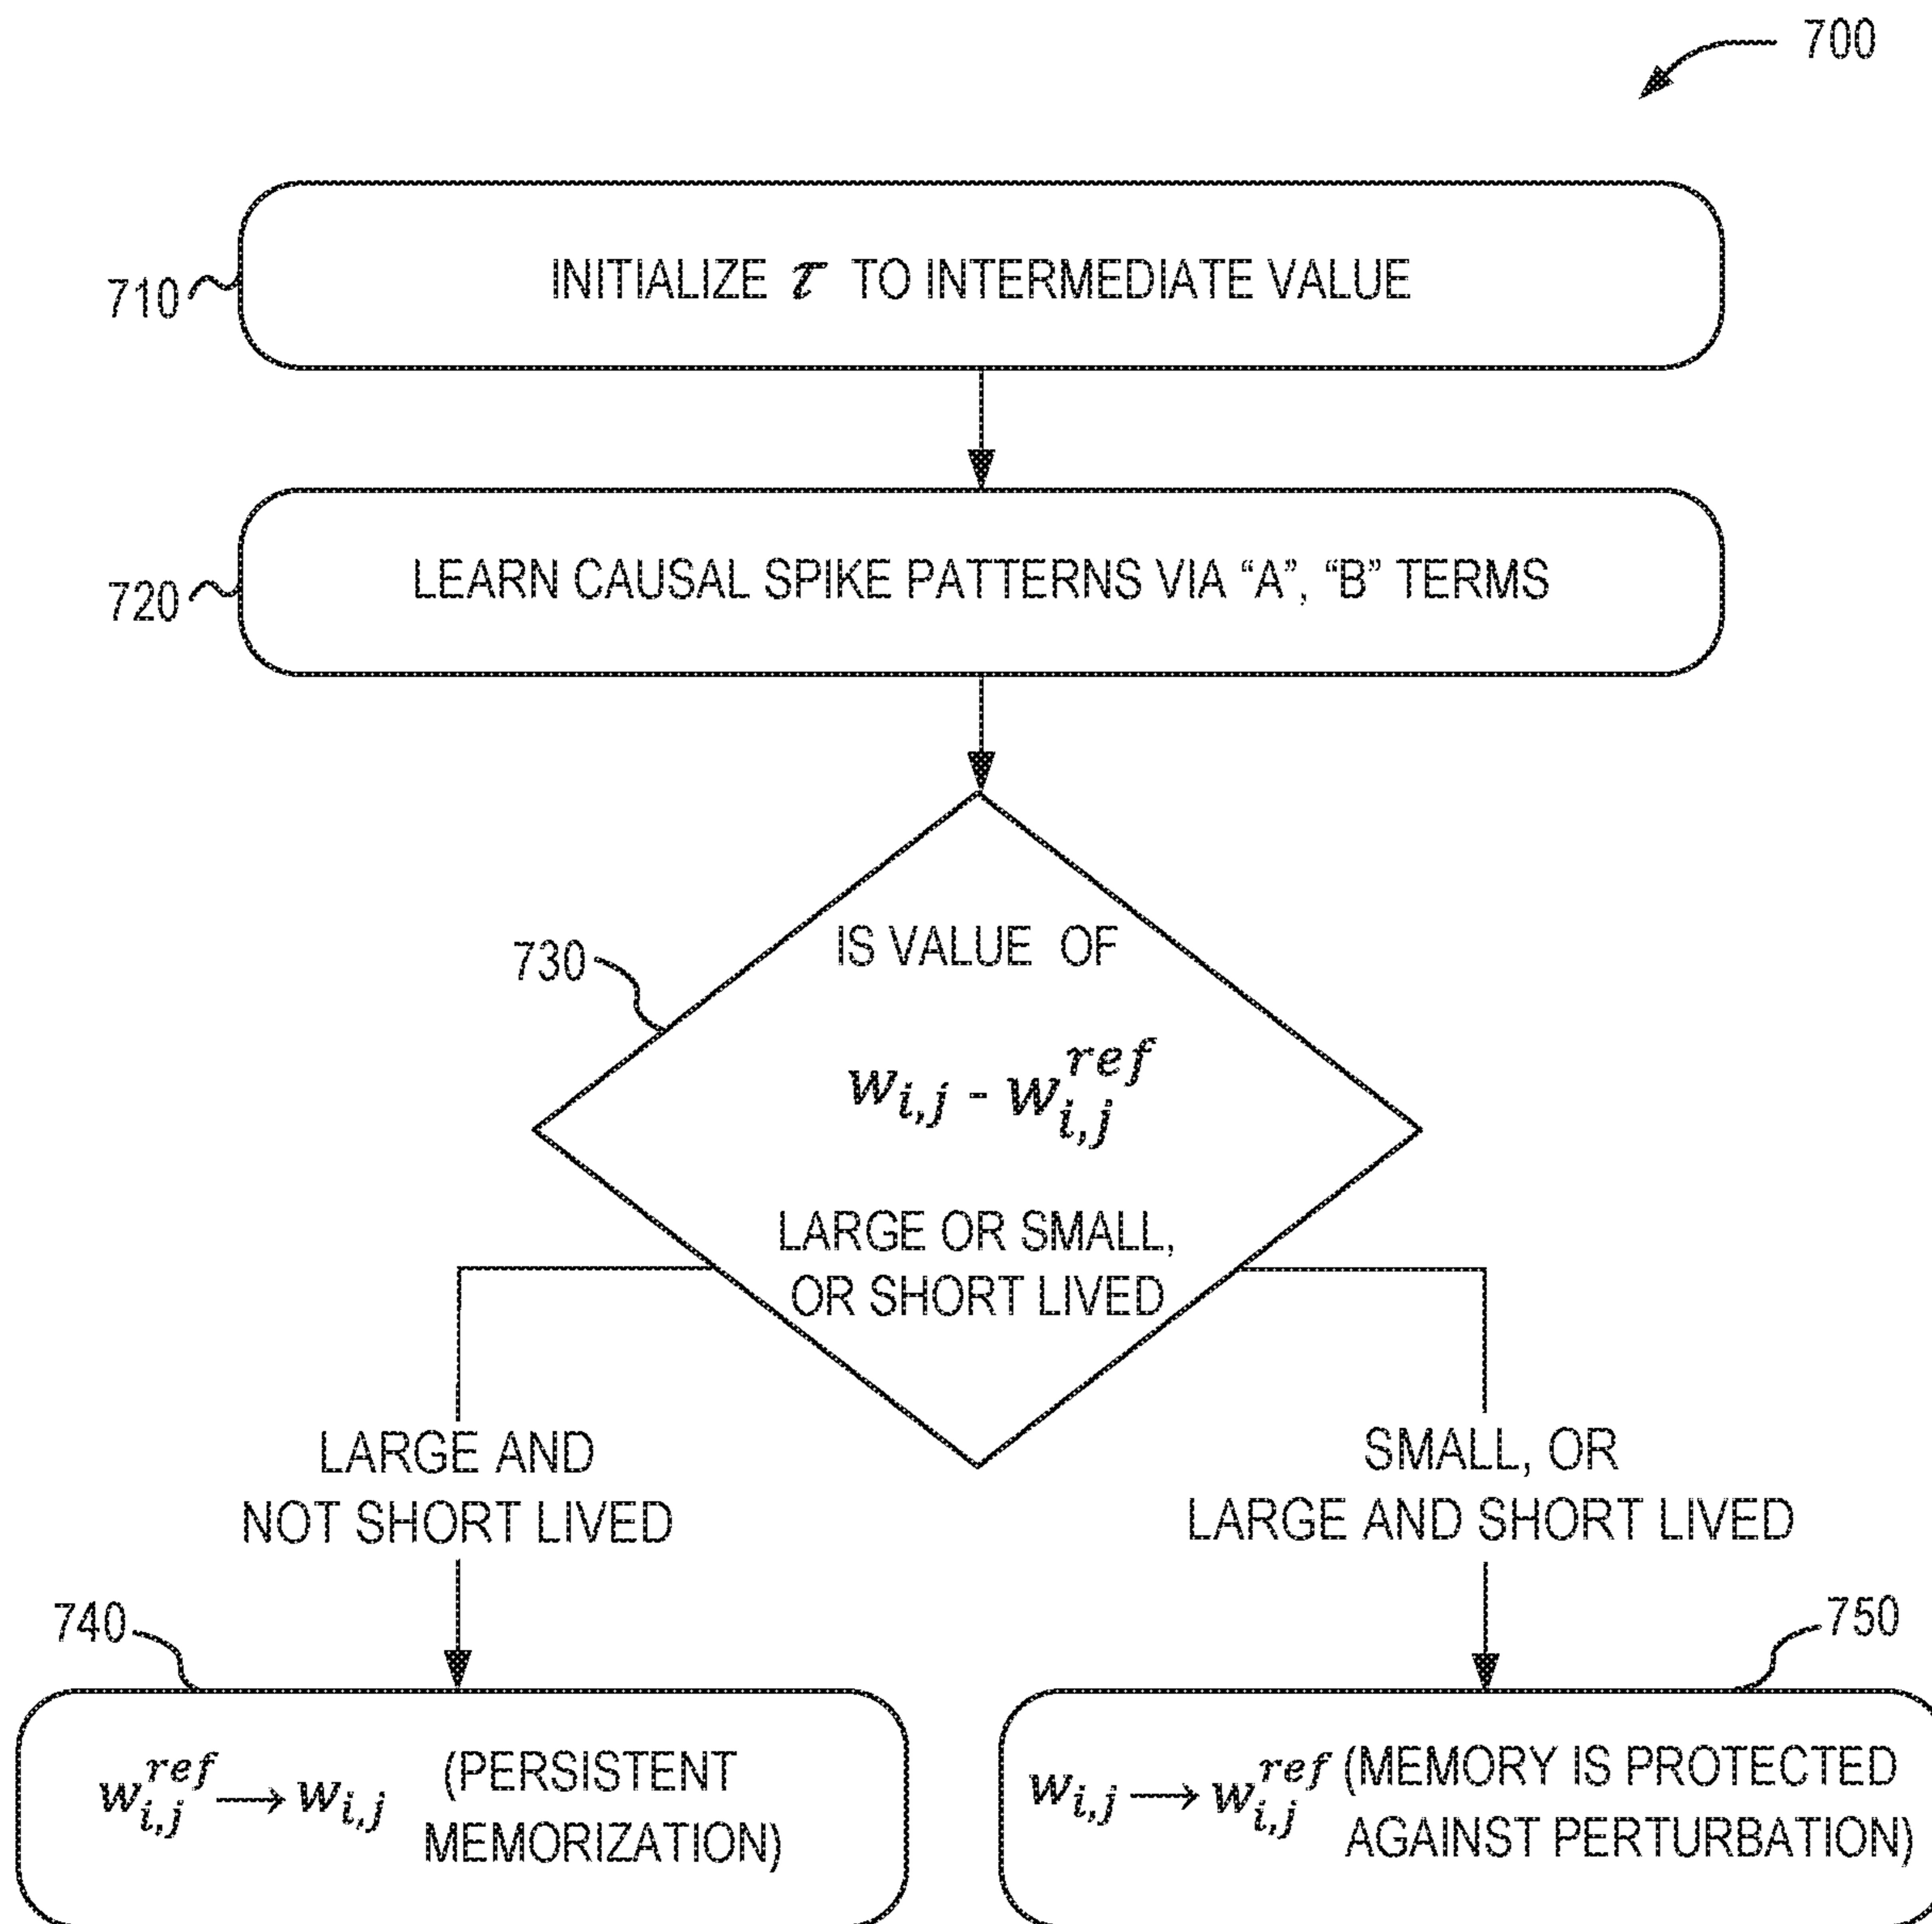 700
710
INITIALIZE τ TO INTERMEDIATE VALUE
720
LEARN CAUSAL SPIKE PATTERNS VIA “A”, “B” TERMS
730
IS VALUE OF
w_{i,j} - w_{i,j}^{ref}
LARGE OR SMALL,
OR SHORT LIVED
LARGE AND
NOT SHORT LIVED
SMALL, OR
LARGE AND SHORT LIVED
740
w_{i,j}^{ref} → w_{i,j} (PERSISTENT
MEMORIZATION)
750
w_{i,j} → w_{i,j}^{ref} (MEMORY IS PROTECTED
AGAINST PERTURBATION)